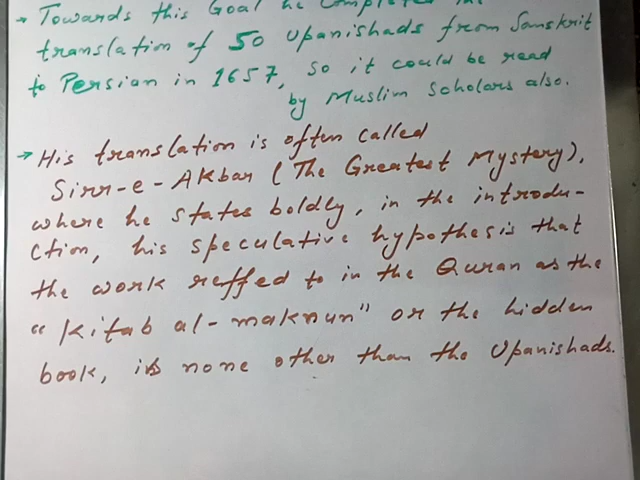 → Towards this Goal he completed the
translation of 50 Upanishads from Sanskrit
to Persian in 1657, so it could be read
by Muslim Scholars also.
→ His translation is often called
Sirr-e-Akbar (The Greatest Mystery),
where he states boldly, in the introdu-
ction, his speculative hypothesis that
the work reffed to in the Quran as the
"Kitab al-maknun" or the hidden
book, is none other than the Upanishads.